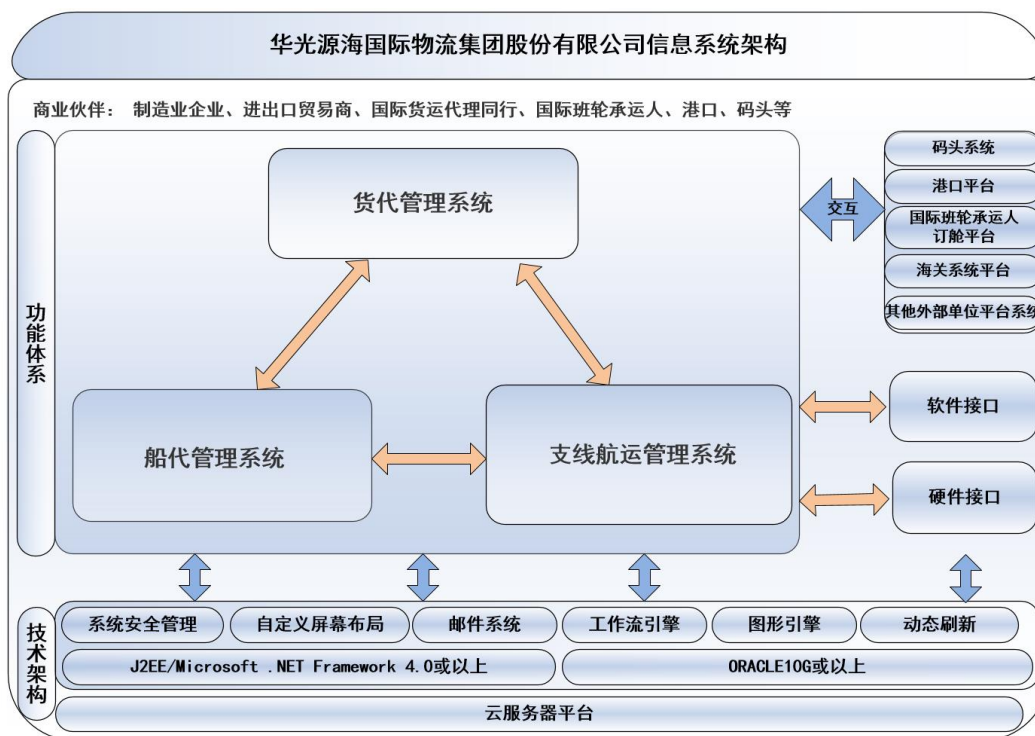 华光源海国际物流集团股份有限公司信息系统架构
商业伙伴： 制造业企业、进出口贸易商、国际货运代理同行、国际班轮承运人、港口、码头等
功能体系
货代管理系统
船代管理系统
支线航运管理系统
交互
码头系统
港口平台
国际班轮承运人
订舱平台
海关系统平台
其他外部单位平台系统
软件接口
硬件接口
技术架构
系统安全管理
自定义屏幕布局
邮件系统
工作流引擎
图形引擎
动态刷新
J2EE/Microsoft .NET Framework 4.0或以上
ORACLE10G或以上
云服务器平台